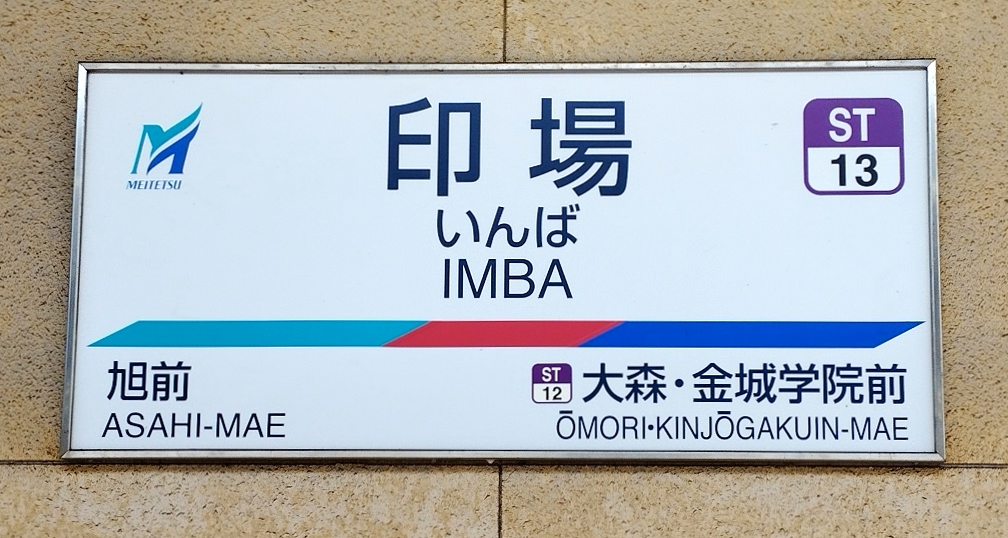 MEITETSU
印場
ST
13
いんば
IMBA
旭前
ASAHI-MAE
ST
12
大森・金城学院前
ŌMORI•KINJŌGAKUIN-MAE